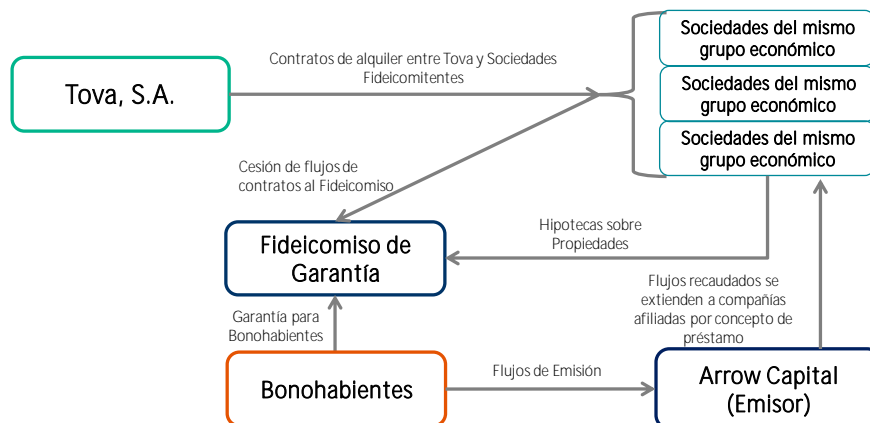 Tova, S.A.
Contratos de alquiler entre Tova y Sociedades
Fideicomitentes
Sociedades del mismo
grupo económico
Sociedades del mismo
grupo económico
Sociedades del mismo
grupo económico
Cesión de flujos de
contratos al Fideicomiso
Fideicomiso de
Garantía
Hipotecas sobre
Propiedades
Flujos recaudados se
extienden a compañías
afiliadas por concepto de
préstamo
Garantía para
Bonohabientes
Bonohabientes
Flujos de Emisión
Arrow Capital
(Emisor)